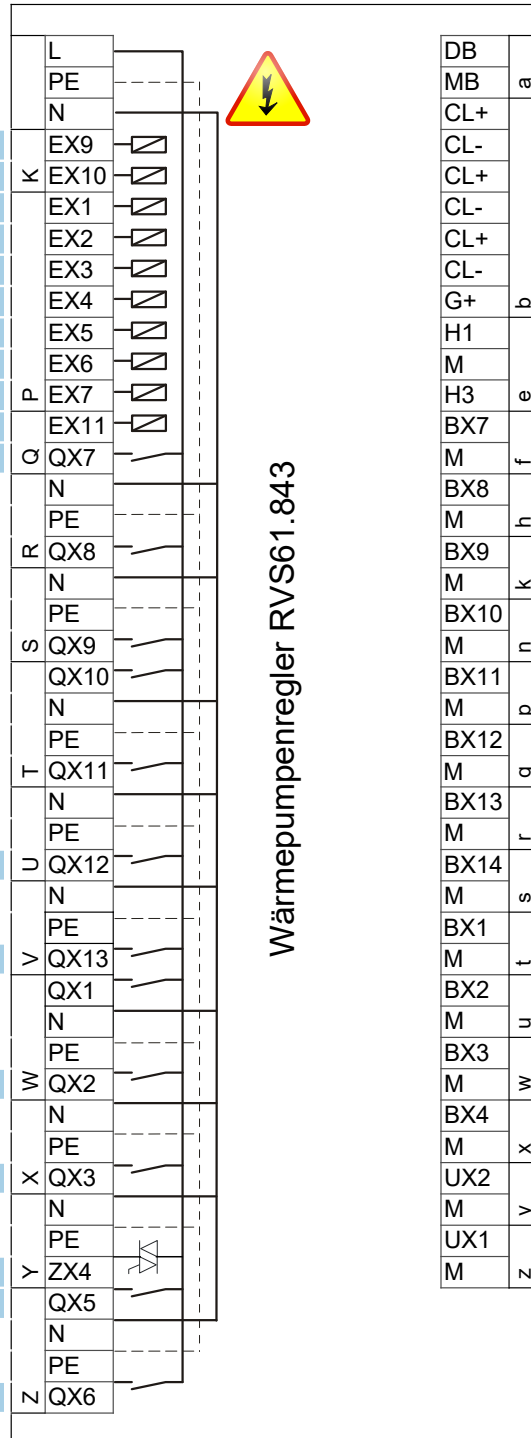 L
PE
N
EX9
K
EX10
EX1
EX2
EX3
EX4
EX5
EX6
P
EX7
EX11
Q
QX7
N
PE
R
QX8
N
PE
S
QX9
QX10
N
PE
T
QX11
N
PE
U
QX12
N
PE
V
QX13
QX1
N
PE
W
QX2
N
PE
X
QX3
N
PE
Y
ZX4
QX5
N
PE
Z
QX6
Wärmepumpenregler RVS61.843
DB
MB
a
CL+
CL-
CL+
CL-
CL+
CL-
G+
b
H1
M
H3
e
BX7
M
f
BX8
M
h
BX9
M
k
BX10
M
n
BX11
M
p
BX12
M
q
BX13
M
r
BX14
M
s
BX1
M
t
BX2
M
u
BX3
M
w
BX4
M
x
UX2
M
v
UX1
M
z